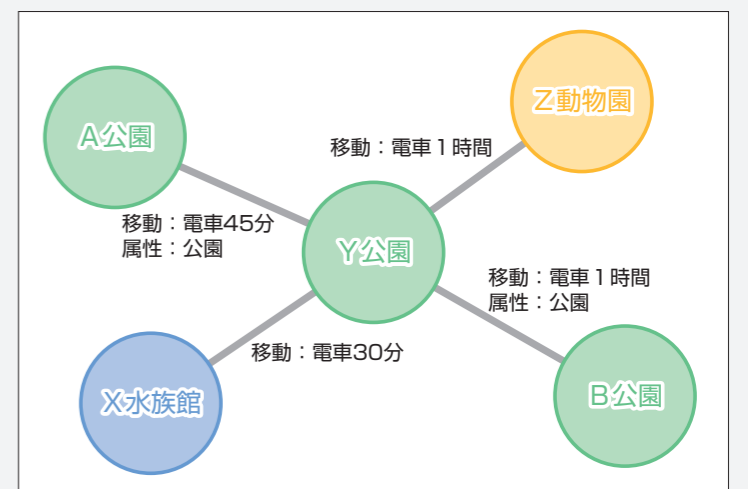 Z動物園
A公園
移動：電車１時間
移動：電車45分
属性：公園
Y公園
移動：電車１時間
属性：公園
移動：電車30分
X水族館
B公園